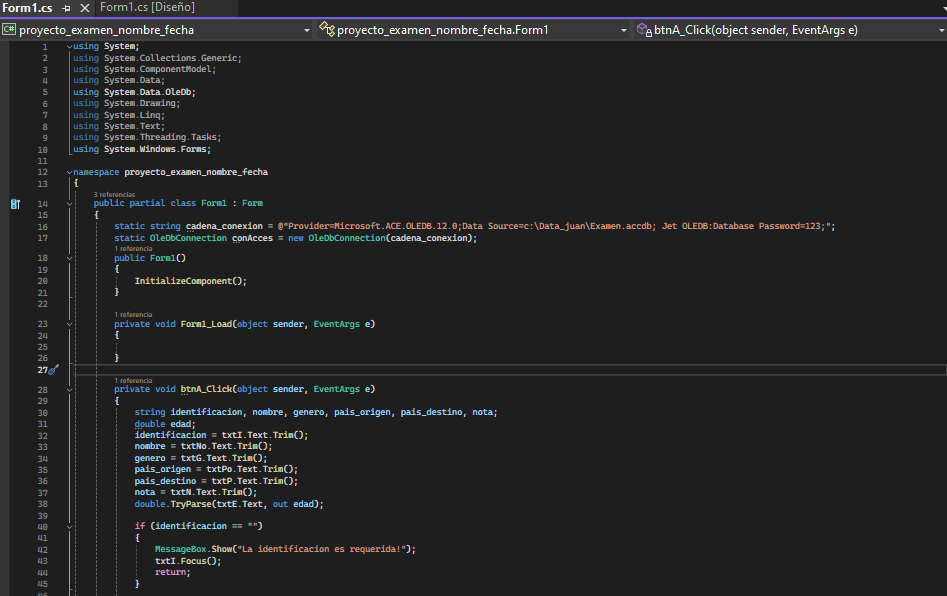 Form1.cs Form1.cs [Diseño]
C# proyecto_examen_nombre_fecha proyecto_examen_nombre_fecha.Form1 btnA_Click(object sender, EventArgs e)
1 using System;
2 using System.Collections.Generic;
3 using System.ComponentModel;
4 using System.Data;
5 using System.Data.OleDb;
6 using System.Drawing;
7 using System.Linq;
8 using System.Text;
9 using System.Threading.Tasks;
10 using System.Windows.Forms;
11
12 namespace proyecto_examen_nombre_fecha
13 {
3 referencias
14 public partial class Form1 : Form
15 {
16 static string cadena_conexion = @"Provider=Microsoft.ACE.OLEDB.12.0;Data Source=c:\Data_juan\Examen.accdb; Jet OLEDB:Database Password=123;";
17 static OleDbConnection conAcces = new OleDbConnection(cadena_conexion);
1 referencia
18 public Form1()
19 {
20 InitializeComponent();
21 }
22
1 referencia
23 private void Form1_Load(object sender, EventArgs e)
24 {
25
26 }
27
1 referencia
28 private void btnA_Click(object sender, EventArgs e)
29 {
30 string identificacion, nombre, genero, pais_origen, pais_destino, nota;
31 double edad;
32 identificacion = txtI.Text.Trim();
33 nombre = txtNo.Text.Trim();
34 genero = txtG.Text.Trim();
35 pais_origen = txtPo.Text.Trim();
36 pais_destino = txtP.Text.Trim();
37 nota = txtN.Text.Trim();
38 double.TryParse(txtE.Text, out edad);
39
40 if (identificacion == "")
41 {
42 MessageBox.Show("La identificacion es requerida!");
43 txtI.Focus();
44 return;
45 }
46